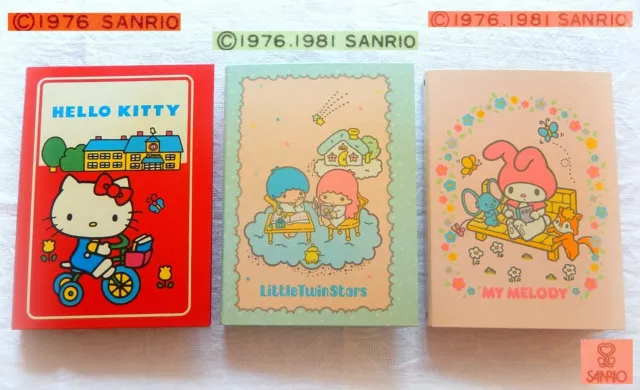 ©1976 SANRIO
©1976.1981 SANRIO
©1976.1981 SANRIO
HELLO KITTY
LittleTwinStars
MY MELODY
SANRIO